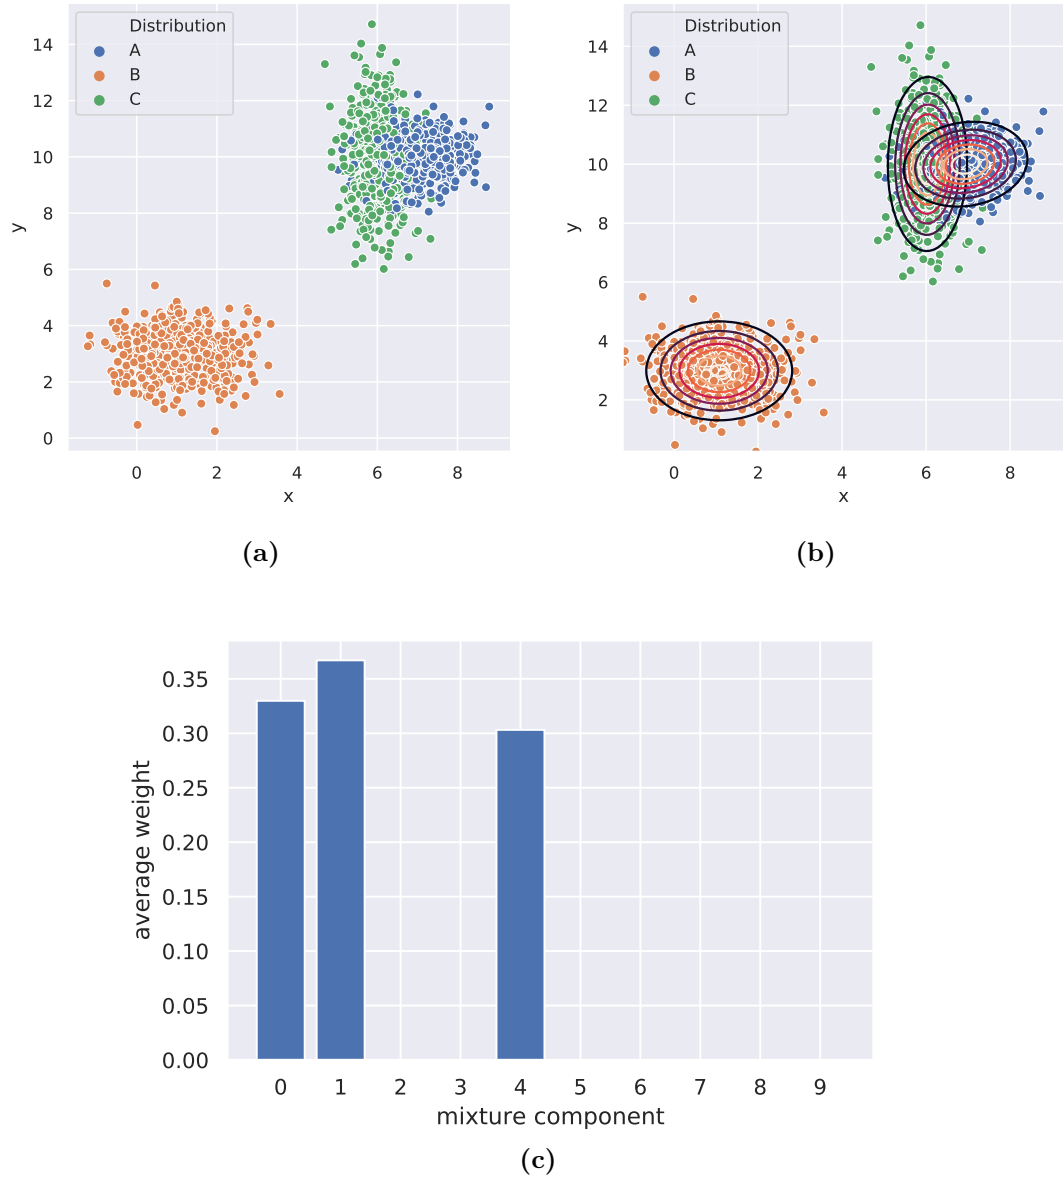 Distribution
A
B
C
14
12
10
8
6
4
2
0
y
0 2 4 6 8
x
(a)
Distribution
A
B
C
14
12
10
8
6
4
2
y
0 2 4 6 8
x
(b)
0.35
0.30
0.25
0.20
0.15
0.10
0.05
0.00
average weight
0 1 2 3 4 5 6 7 8 9
mixture component
(c)